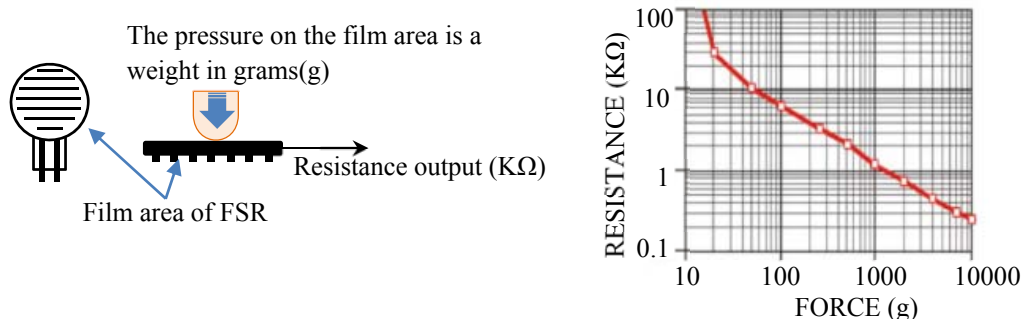 The pressure on the film area is a
weight in grams(g)
Resistance output (KΩ)
Film area of FSR
RESISTANCE (KΩ)
100
10
1
0.1
10 100 1000 10000
FORCE (g)